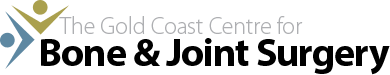 The Gold Coast Centre for
Bone & Joint Surgery